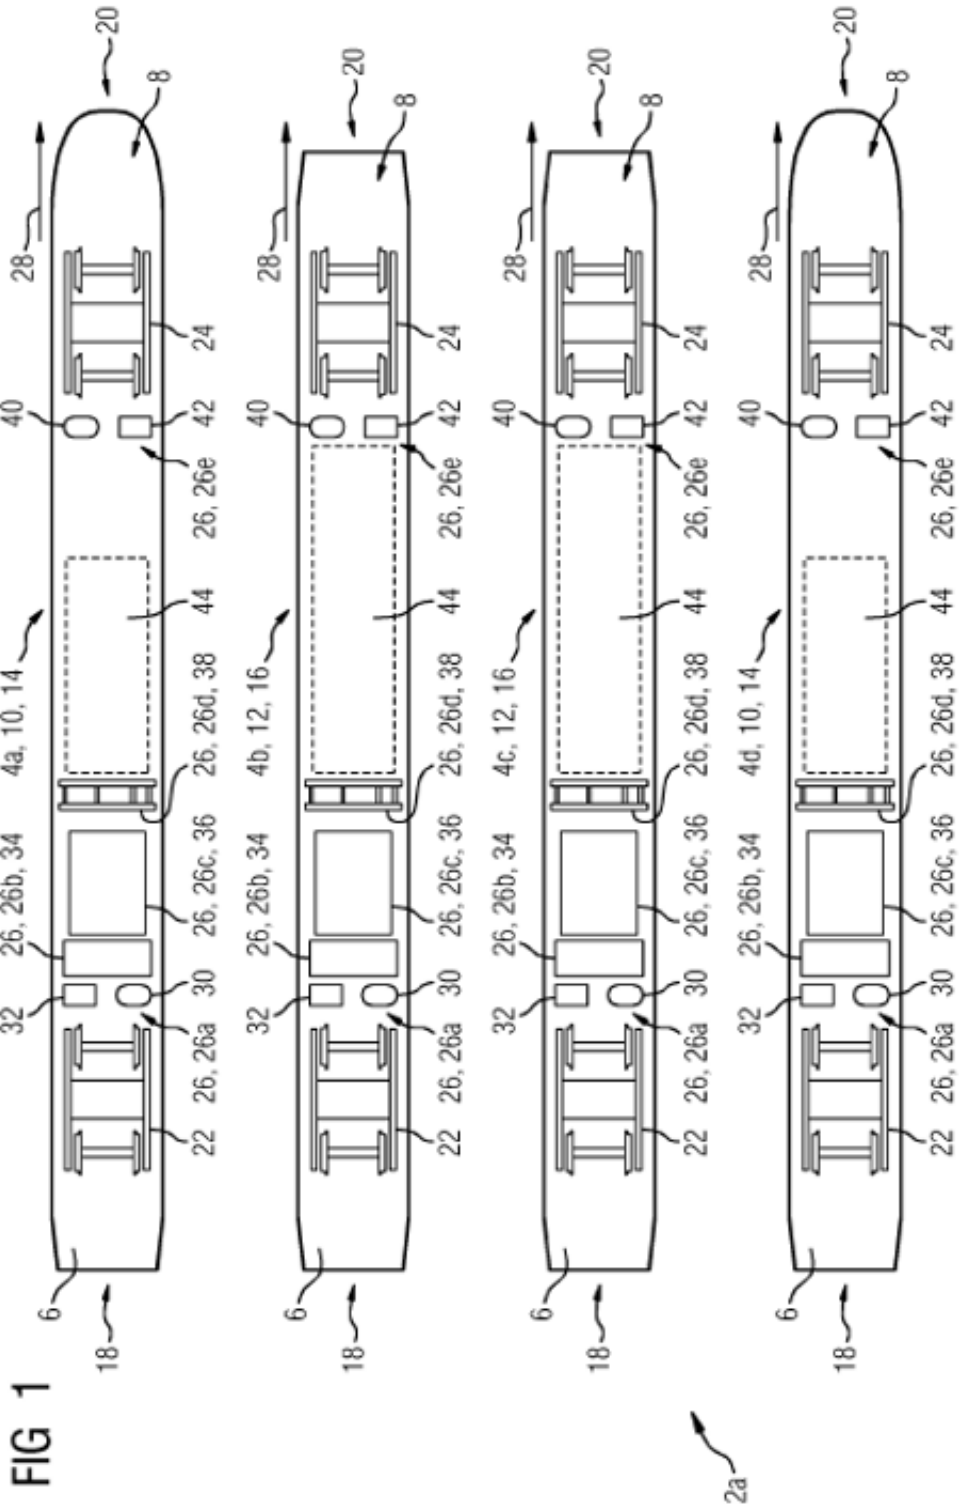 FIG 1
32 26, 26b, 34 4a, 10, 14 40 28
6
18 20
8
22 26, 26a 30 26, 26c, 36 26, 26d, 38 44 26, 26e 42 24
32 26, 26b, 34 4b, 12, 16 40 28
6
18 20
8
22 26, 26a 30 26, 26c, 36 26, 26d, 38 44 26, 26e 42 24
32 26, 26b, 34 4c, 12, 16 40 28
6
18 20
8
22 26, 26a 30 26, 26c, 36 26, 26d, 38 44 26, 26e 42 24
2a
32 26, 26b, 34 4d, 10, 14 40 28
6
18 20
8
22 26, 26a 30 26, 26c, 36 26, 26d, 38 44 26, 26e 42 24